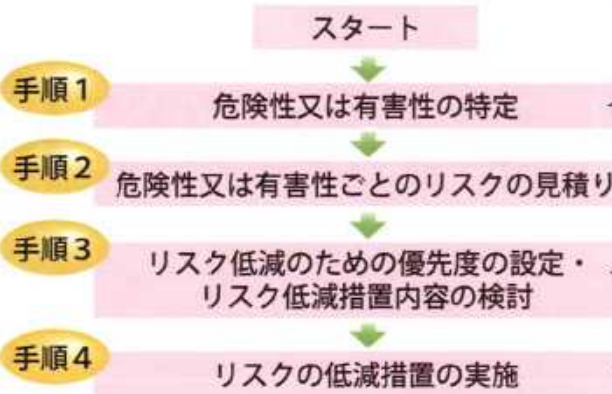 スタート
手順1
危険性又は有害性の特定
手順2
危険性又は有害性ごとのリスクの見積り
手順3
リスク低減のための優先度の設定・
リスク低減措置内容の検討
手順4
リスクの低減措置の実施